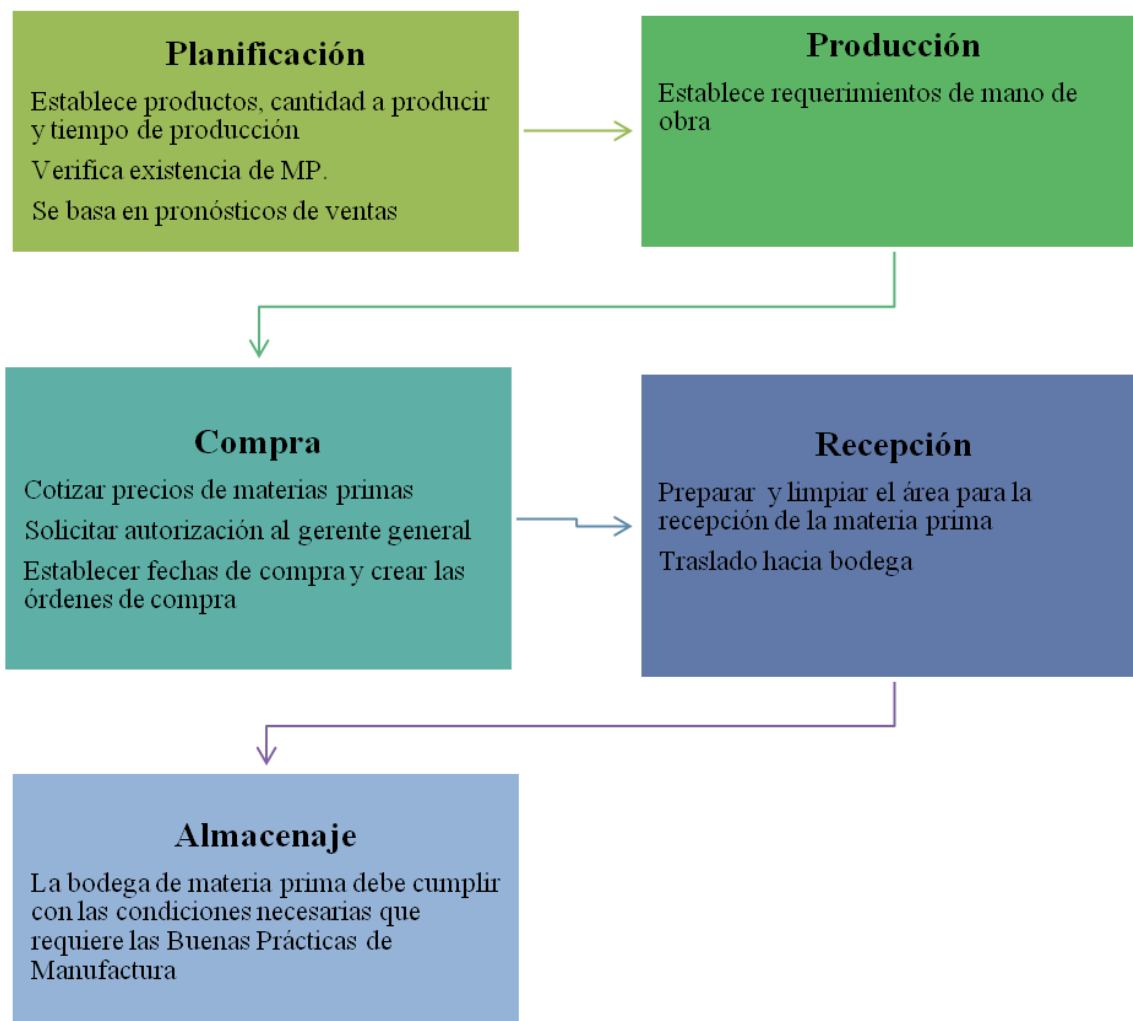 Planificación
Establece productos, cantidad a producir
y tiempo de producción
Verifica existencia de MP.
Se basa en pronósticos de ventas
Producción
Establece requerimientos de mano de
obra
Compra
Cotizar precios de materias primas
Solicitar autorización al gerente general
Establecer fechas de compra y crear las
órdenes de compra
Recepción
Preparar y limpiar el área para la
recepción de la materia prima
Traslado hacia bodega
Almacenaje
La bodega de materia prima debe cumplir
con las condiciones necesarias que
requiere las Buenas Prácticas de
Manufactura